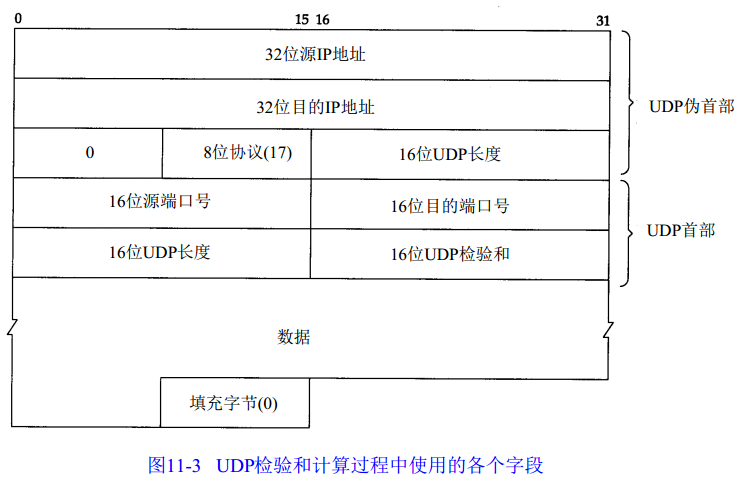 0 15 16 31
32位源IP地址
32位目的IP地址
UDP伪首部
0 8位协议(17) 16位UDP长度
16位源端口号 16位目的端口号
UDP首部
16位UDP长度 16位UDP检验和
数据
填充字节(0)
图11-3 UDP检验和计算过程中使用的各个字段